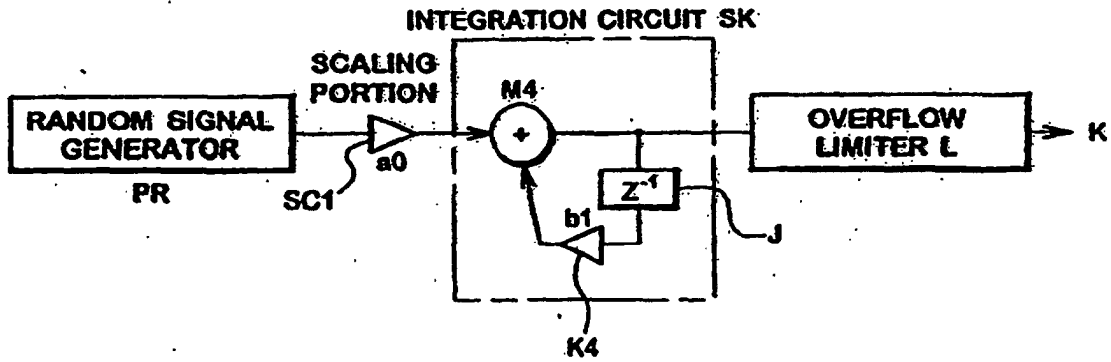 INTEGRATION CIRCUIT SK
SCALING
PORTION
M4
RANDOM SIGNAL
GENERATOR
+
OVERFLOW
LIMITER L
K
PR
SC1
a0
Z⁻¹
b1
J
K4